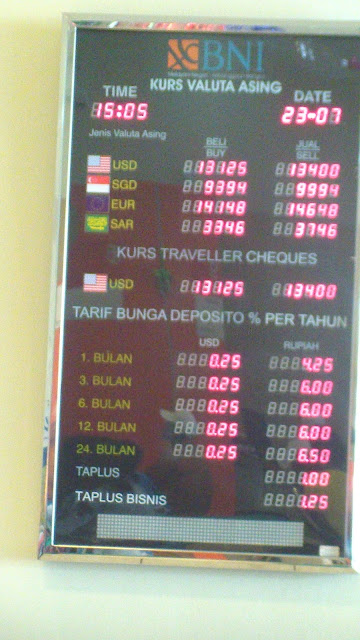 BNI
KURS VALUTA ASING
TIME DATE
15:05 23-07
Jenis Valuta Asing
BELI JUAL
BUY SELL
USD 13125 13400
SGD 9394 9994
EUR 14148 14648
SAR 3346 3746
KURS TRAVELLER CHEQUES
USD 13125 13400
TARIF BUNGA DEPOSITO % PER TAHUN
USD RUPIAH
1. BULAN 0.25 4.25
3. BULAN 0.25 6.00
6. BULAN 0.25 6.00
12. BULAN 0.25 6.00
24. BULAN 0.25 6.50
TAPLUS 1.00
TAPLUS BISNIS 1.25